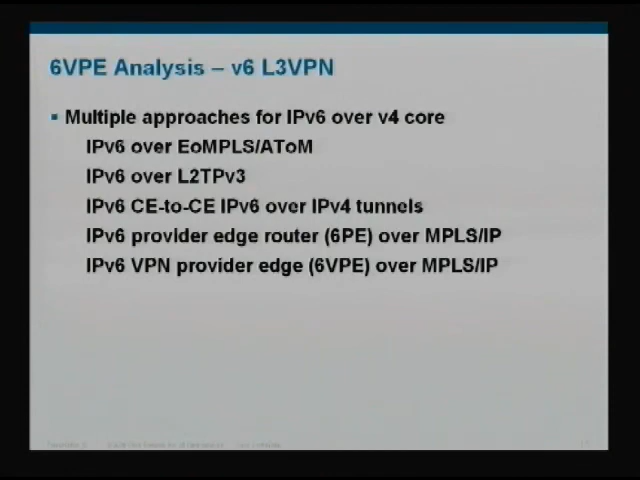 6VPE Analysis – v6 L3VPN
▪ Multiple approaches for IPv6 over v4 core
IPv6 over EoMPLS/AToM
IPv6 over L2TPv3
IPv6 CE-to-CE IPv6 over IPv4 tunnels
IPv6 provider edge router (6PE) over MPLS/IP
IPv6 VPN provider edge (6VPE) over MPLS/IP